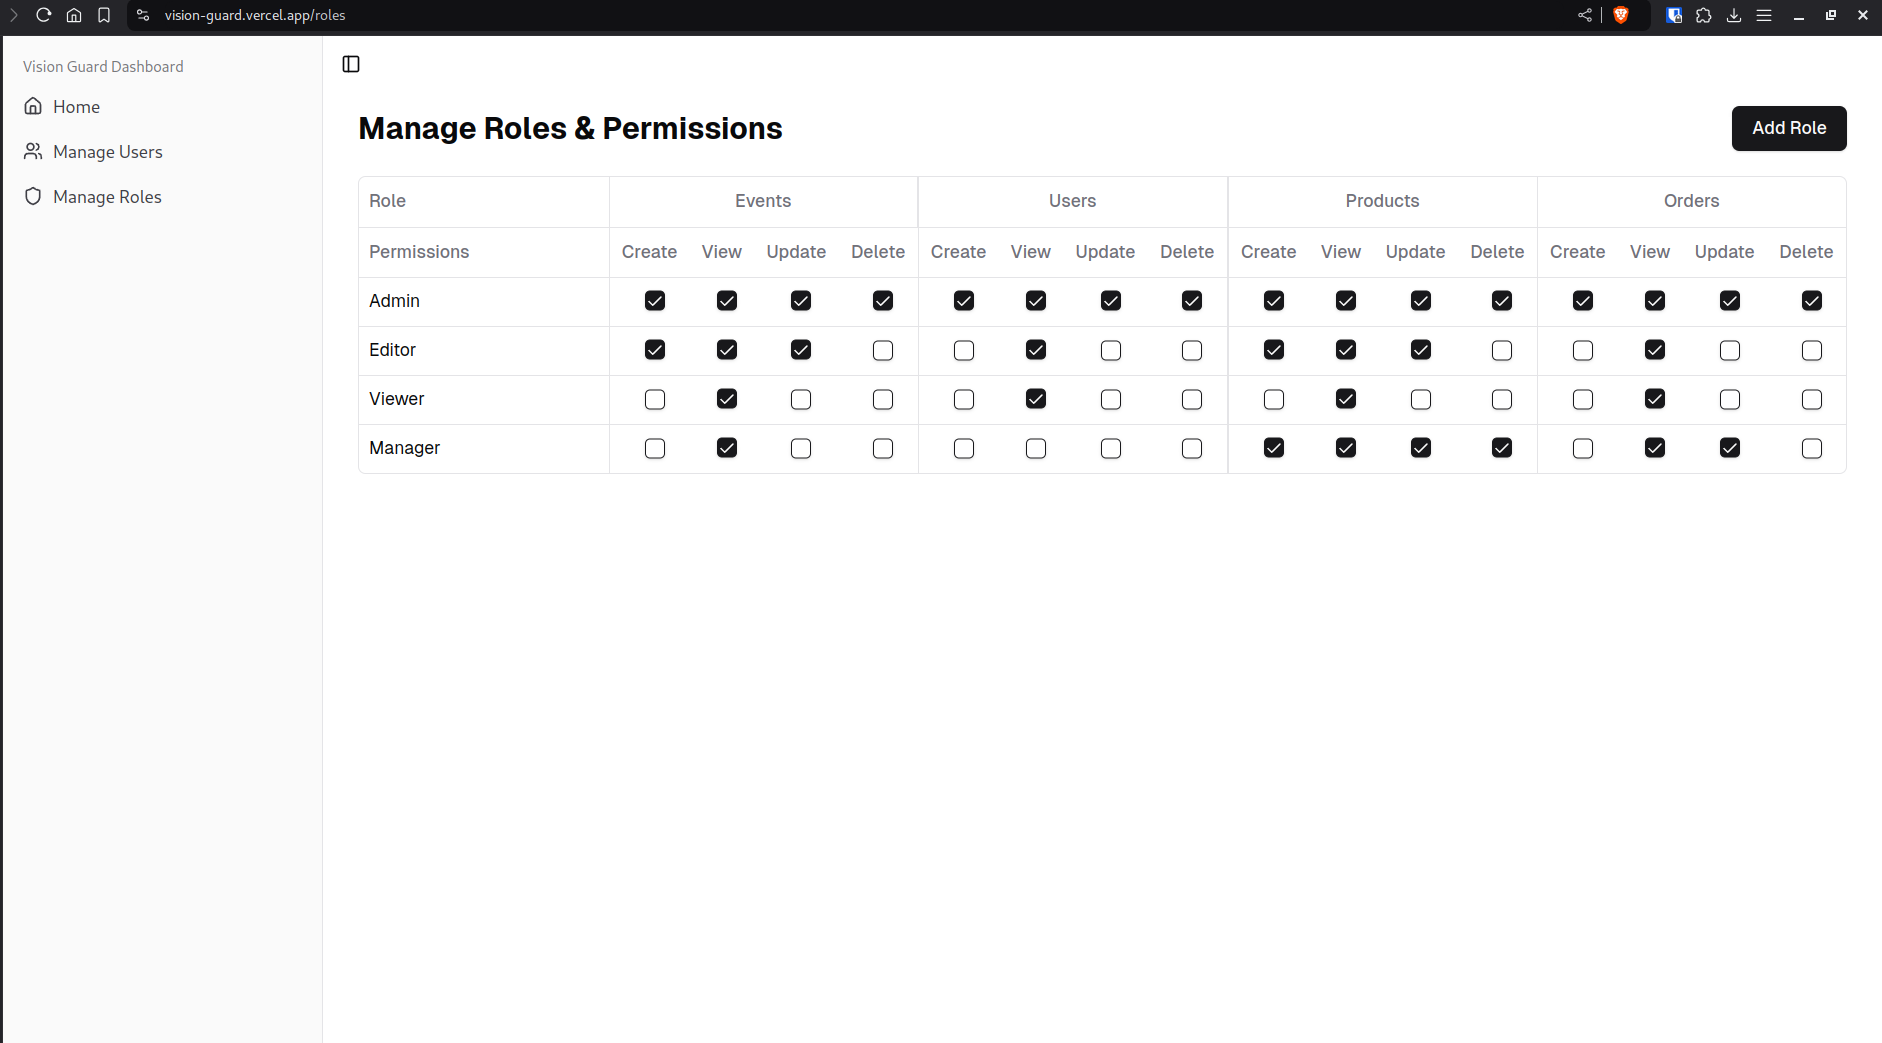 vision-guard.vercel.app/roles
Vision Guard Dashboard
Home
Manage Users
Manage Roles
Manage Roles & Permissions
Add Role
Role Events Users Products Orders
Permissions Create View Update Delete Create View Update Delete Create View Update Delete Create View Update Delete
Admin
Editor
Viewer
Manager